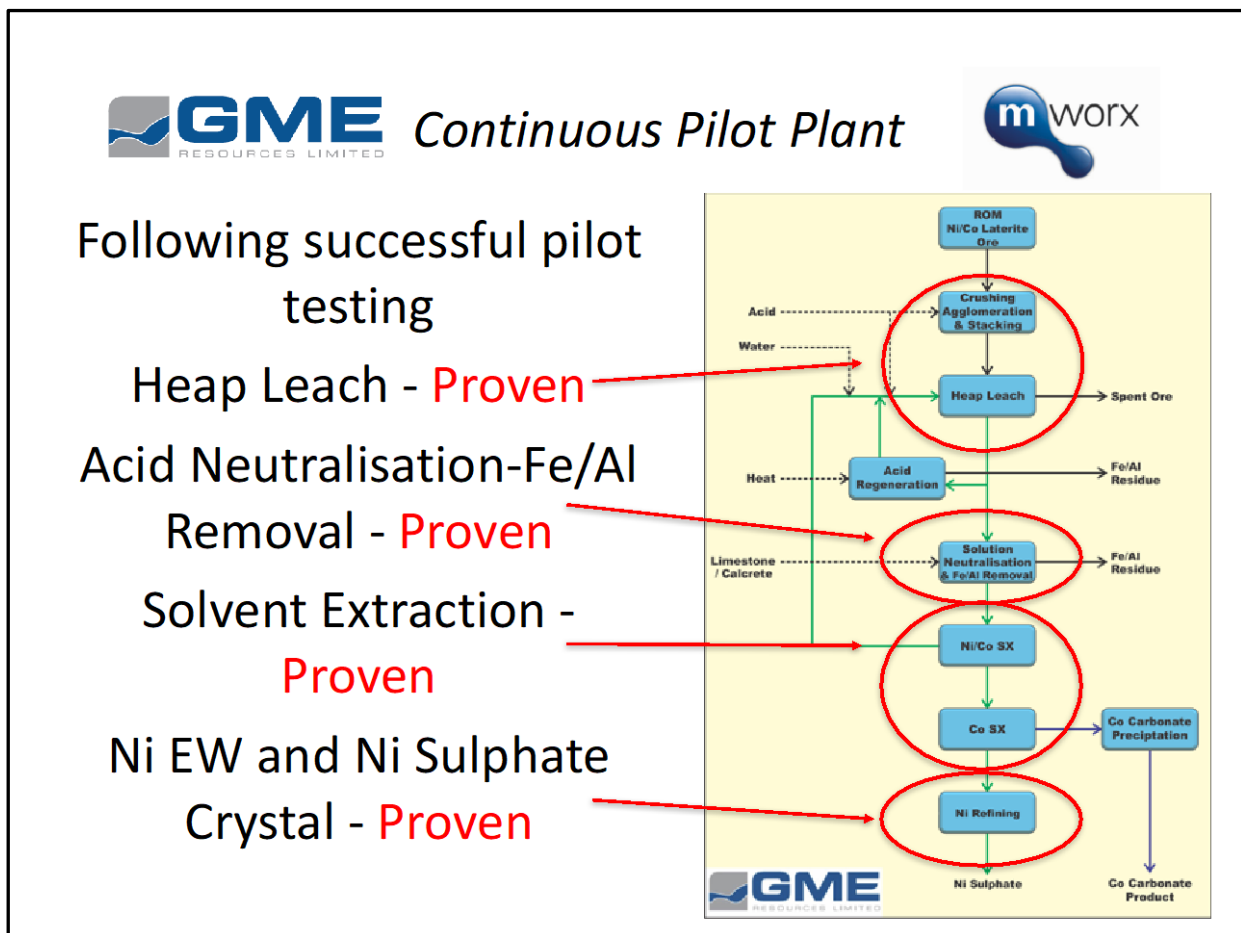 GME
RESOURCES LIMITED
Continuous Pilot Plant
m worx
Following successful pilot
testing
Heap Leach - Proven
Acid Neutralisation-Fe/Al
Removal - Proven
Solvent Extraction -
Proven
Ni EW and Ni Sulphate
Crystal - Proven
ROM
Ni/Co Laterite
Ore
Crushing
Agglomeration
& Stacking
Acid
Water
Heap Leach
Spent Ore
Heat
Acid
Regeneration
Fe/Al
Residue
Limestone
/ Calcrete
Solution
Neutralisation
& Fe/Al Removal
Fe/Al
Residue
Ni/Co SX
Co SX
Co Carbonate
Preciptation
Ni Refining
Ni Sulphate
Co Carbonate
Product
GME
RESOURCES LIMITED